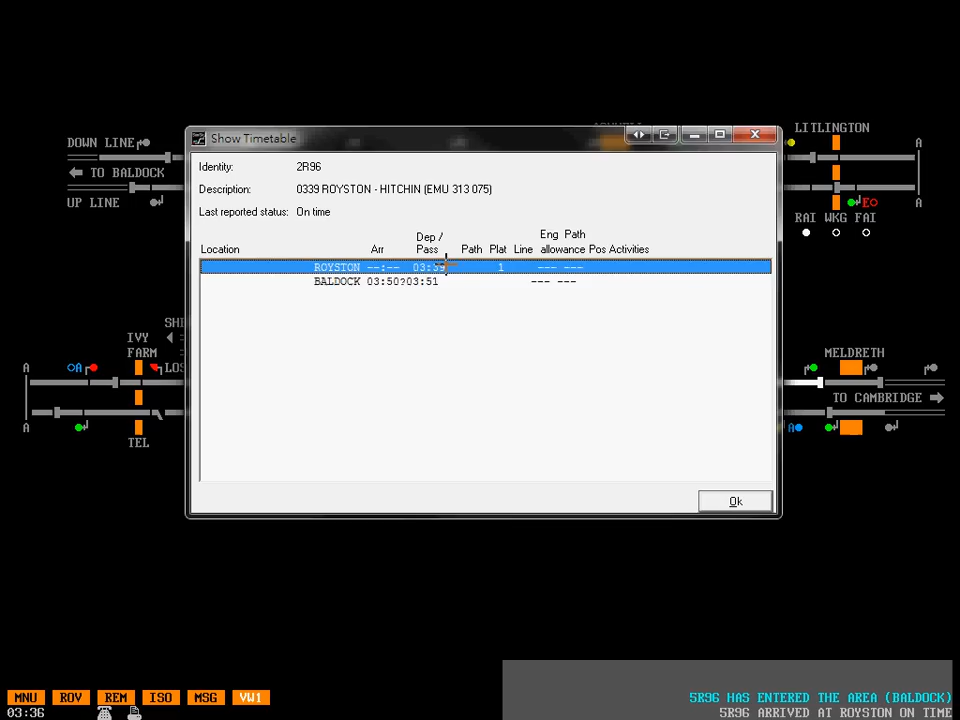 Show Timetable
Identity: 2R96
Description: 0339 ROYSTON - HITCHIN (EMU 313 075)
Last reported status: On time
Location Arr Dep / Pass Path Plat Line Eng Path allowance Pos Activities
ROYSTON --:-- 03:39 1 --- ---
BALDOCK 03:50?03:51 --- ---
Ok
DOWN LINE
TO BALDOCK
UP LINE
LITLINGTON
A
E
A
RAI WKG FAI
IVY
FARM
A
A
A
TEL
MELDRETH
TO CAMBRIDGE
A
MNU ROV REM ISO MSG VW1
03:36
5R96 HAS ENTERED THE AREA (BALDOCK)
5R96 ARRIVED AT ROYSTON ON TIME